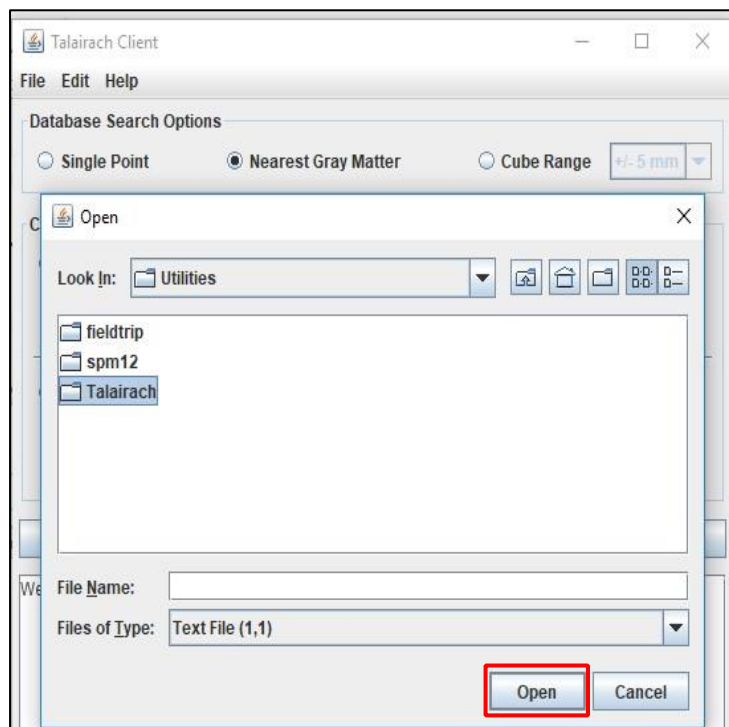 Talairach Client
File Edit Help
Database Search Options
Single Point Nearest Gray Matter Cube Range +/- 5 mm
C
Open
Look In: Utilities
fieldtrip
spm12
Talairach
We
File Name:
Files of Type: Text File (1,1)
Open Cancel